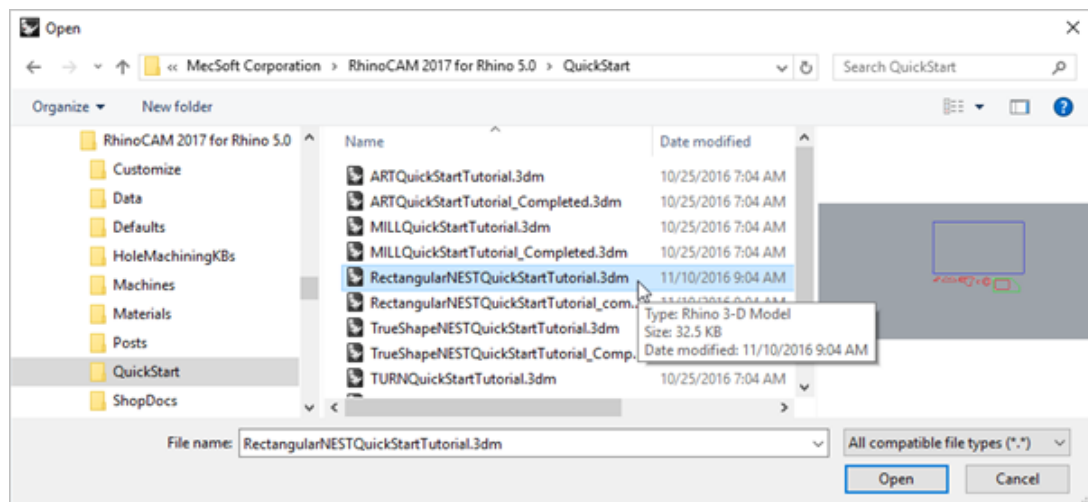 Open
« MecSoft Corporation › RhinoCAM 2017 for Rhino 5.0 › QuickStart
Search QuickStart
Organize
New folder
RhinoCAM 2017 for Rhino 5.0
Customize
Data
Defaults
HoleMachiningKBs
Machines
Materials
Posts
QuickStart
ShopDocs
Name Date modified
ARTQuickStartTutorial.3dm 10/25/2016 7:04 AM
ARTQuickStartTutorial_Completed.3dm 10/25/2016 7:04 AM
MILLQuickStartTutorial.3dm 10/25/2016 7:04 AM
MILLQuickStartTutorial_Completed.3dm 10/25/2016 7:04 AM
RectangularNESTQuickStartTutorial.3dm 11/10/2016 9:04 AM
RectangularNESTQuickStartTutorial_com...
TrueShapeNESTQuickStartTutorial.3dm
TrueShapeNESTQuickStartTutorial_Comp...
TURNQuickStartTutorial.3dm 10/25/2016 7:04 AM
Type: Rhino 3-D Model
Size: 32.5 KB
Date modified: 11/10/2016 9:04 AM
File name: RectangularNESTQuickStartTutorial.3dm
All compatible file types (*.*)
Open
Cancel